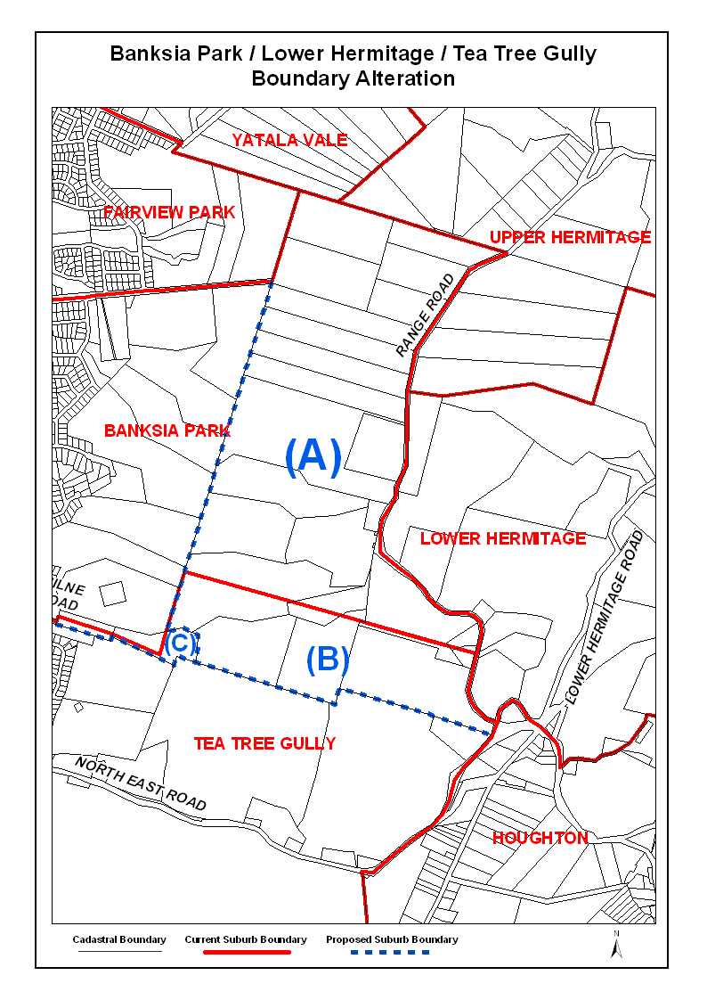 Banksia Park / Lower Hermitage / Tea Tree Gully
Boundary Alteration
YATALA VALE
FAIRVIEW PARK
UPPER HERMITAGE
RANGE ROAD
BANKSIA PARK
(A)
LOWER HERMITAGE
ILNE
OAD
LOWER HERMITAGE ROAD
(C)
(B)
TEA TREE GULLY
NORTH EAST ROAD
HOUGHTON
Cadastral Boundary
Current Suburb Boundary
Proposed Suburb Boundary
N